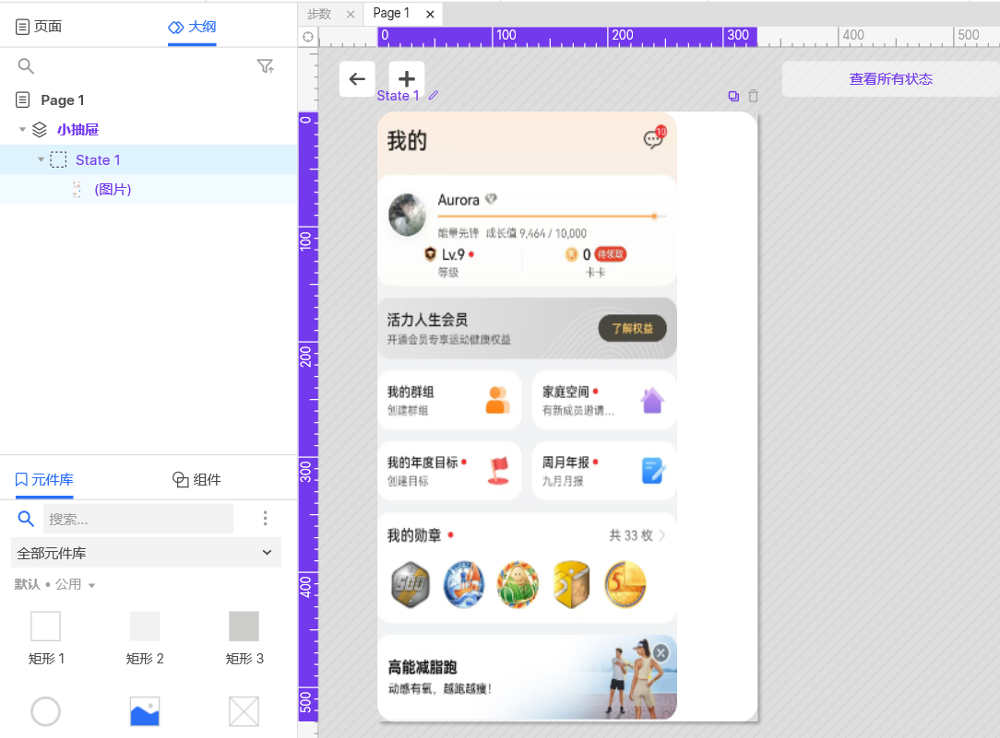 页面
大纲
Page 1
小抽屉
State 1
(图片)
元件库
组件
搜索...
全部元件库
默认 • 公用
矩形 1
矩形 2
矩形 3
步数
Page 1
0
100
200
300
400
500
查看所有状态
State 1
0
100
200
300
400
500
我的
10
Aurora
能量先锋 成长值 9,464 / 10,000
Lv.9
等级
R
0
待领取
卡卡
活力人生会员
开通会员专享运动健康权益
了解权益
我的群组
创建群组
家庭空间
有新成员邀请...
我的年度目标
创建目标
周月年报
九月月报
我的勋章
共 33 枚
500
5
高能减脂跑
动感有氧，越跑越瘦！